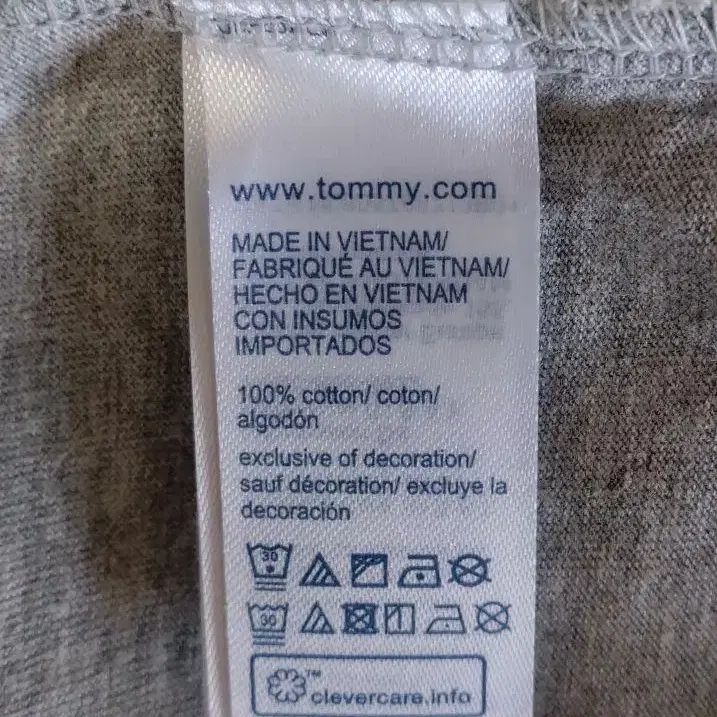 www.tommy.com
MADE IN VIETNAM/
FABRIQUÉ AU VIETNAM/
HECHO EN VIETNAM
CON INSUMOS
IMPORTADOS
100% cotton/ coton/
algodón
exclusive of decoration/
sauf décoration/ excluye la
decoración
30
30
™
clevercare.info